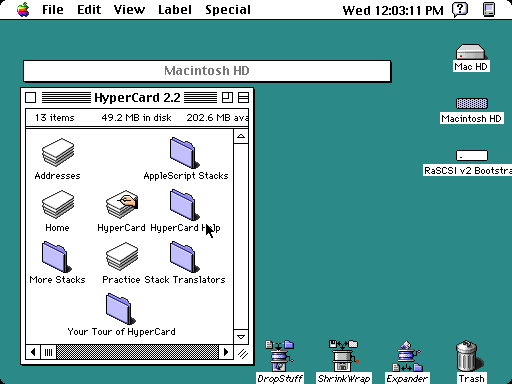 File Edit View Label Special Wed 12:03:11 PM
Mac HD
Macintosh HD
HyperCard 2.2
13 items 49.2 MB in disk 202.6 MB ava
Macintosh HD
Addresses AppleScript Stacks
RaSCSI v2 Bootstra
Home HyperCard HyperCard Help
More Stacks Practice Stack Translators
Your Tour of HyperCard
DropStuff ShrinkWrap Expander Trash